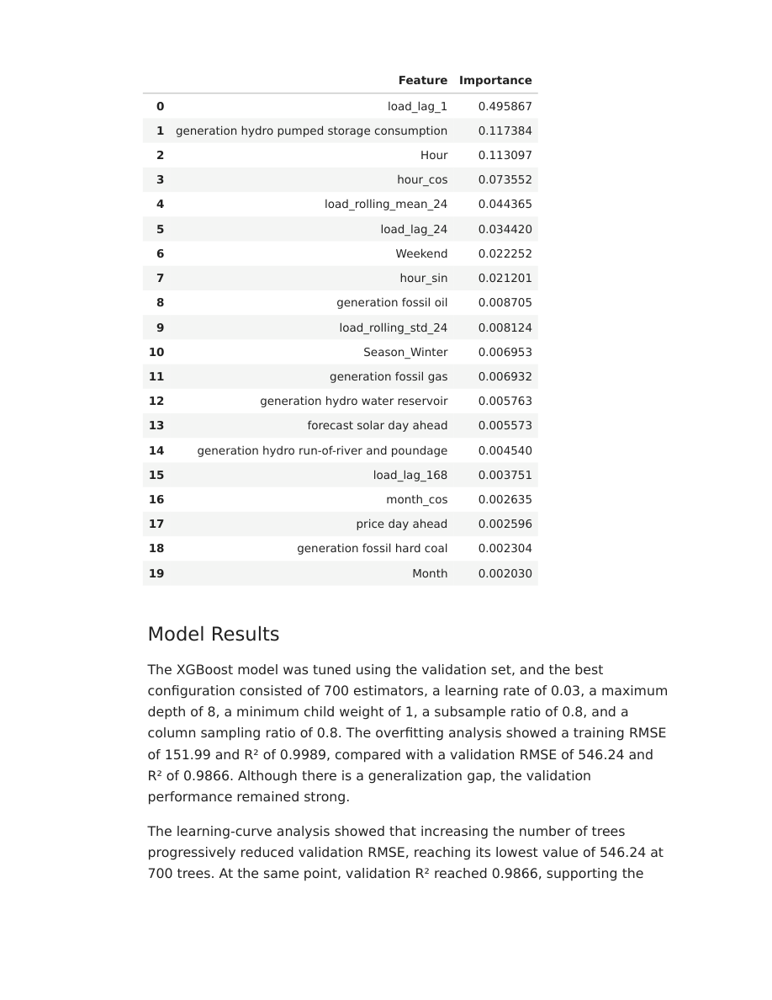 Feature Importance
0 load_lag_1 0.495867
1 generation hydro pumped storage consumption 0.117384
2 Hour 0.113097
3 hour_cos 0.073552
4 load_rolling_mean_24 0.044365
5 load_lag_24 0.034420
6 Weekend 0.022252
7 hour_sin 0.021201
8 generation fossil oil 0.008705
9 load_rolling_std_24 0.008124
10 Season_Winter 0.006953
11 generation fossil gas 0.006932
12 generation hydro water reservoir 0.005763
13 forecast solar day ahead 0.005573
14 generation hydro run-of-river and poundage 0.004540
15 load_lag_168 0.003751
16 month_cos 0.002635
17 price day ahead 0.002596
18 generation fossil hard coal 0.002304
19 Month 0.002030
Model Results
The XGBoost model was tuned using the validation set, and the best
configuration consisted of 700 estimators, a learning rate of 0.03, a maximum
depth of 8, a minimum child weight of 1, a subsample ratio of 0.8, and a
column sampling ratio of 0.8. The overfitting analysis showed a training RMSE
of 151.99 and R² of 0.9989, compared with a validation RMSE of 546.24 and
R² of 0.9866. Although there is a generalization gap, the validation
performance remained strong.
The learning-curve analysis showed that increasing the number of trees
progressively reduced validation RMSE, reaching its lowest value of 546.24 at
700 trees. At the same point, validation R² reached 0.9866, supporting the